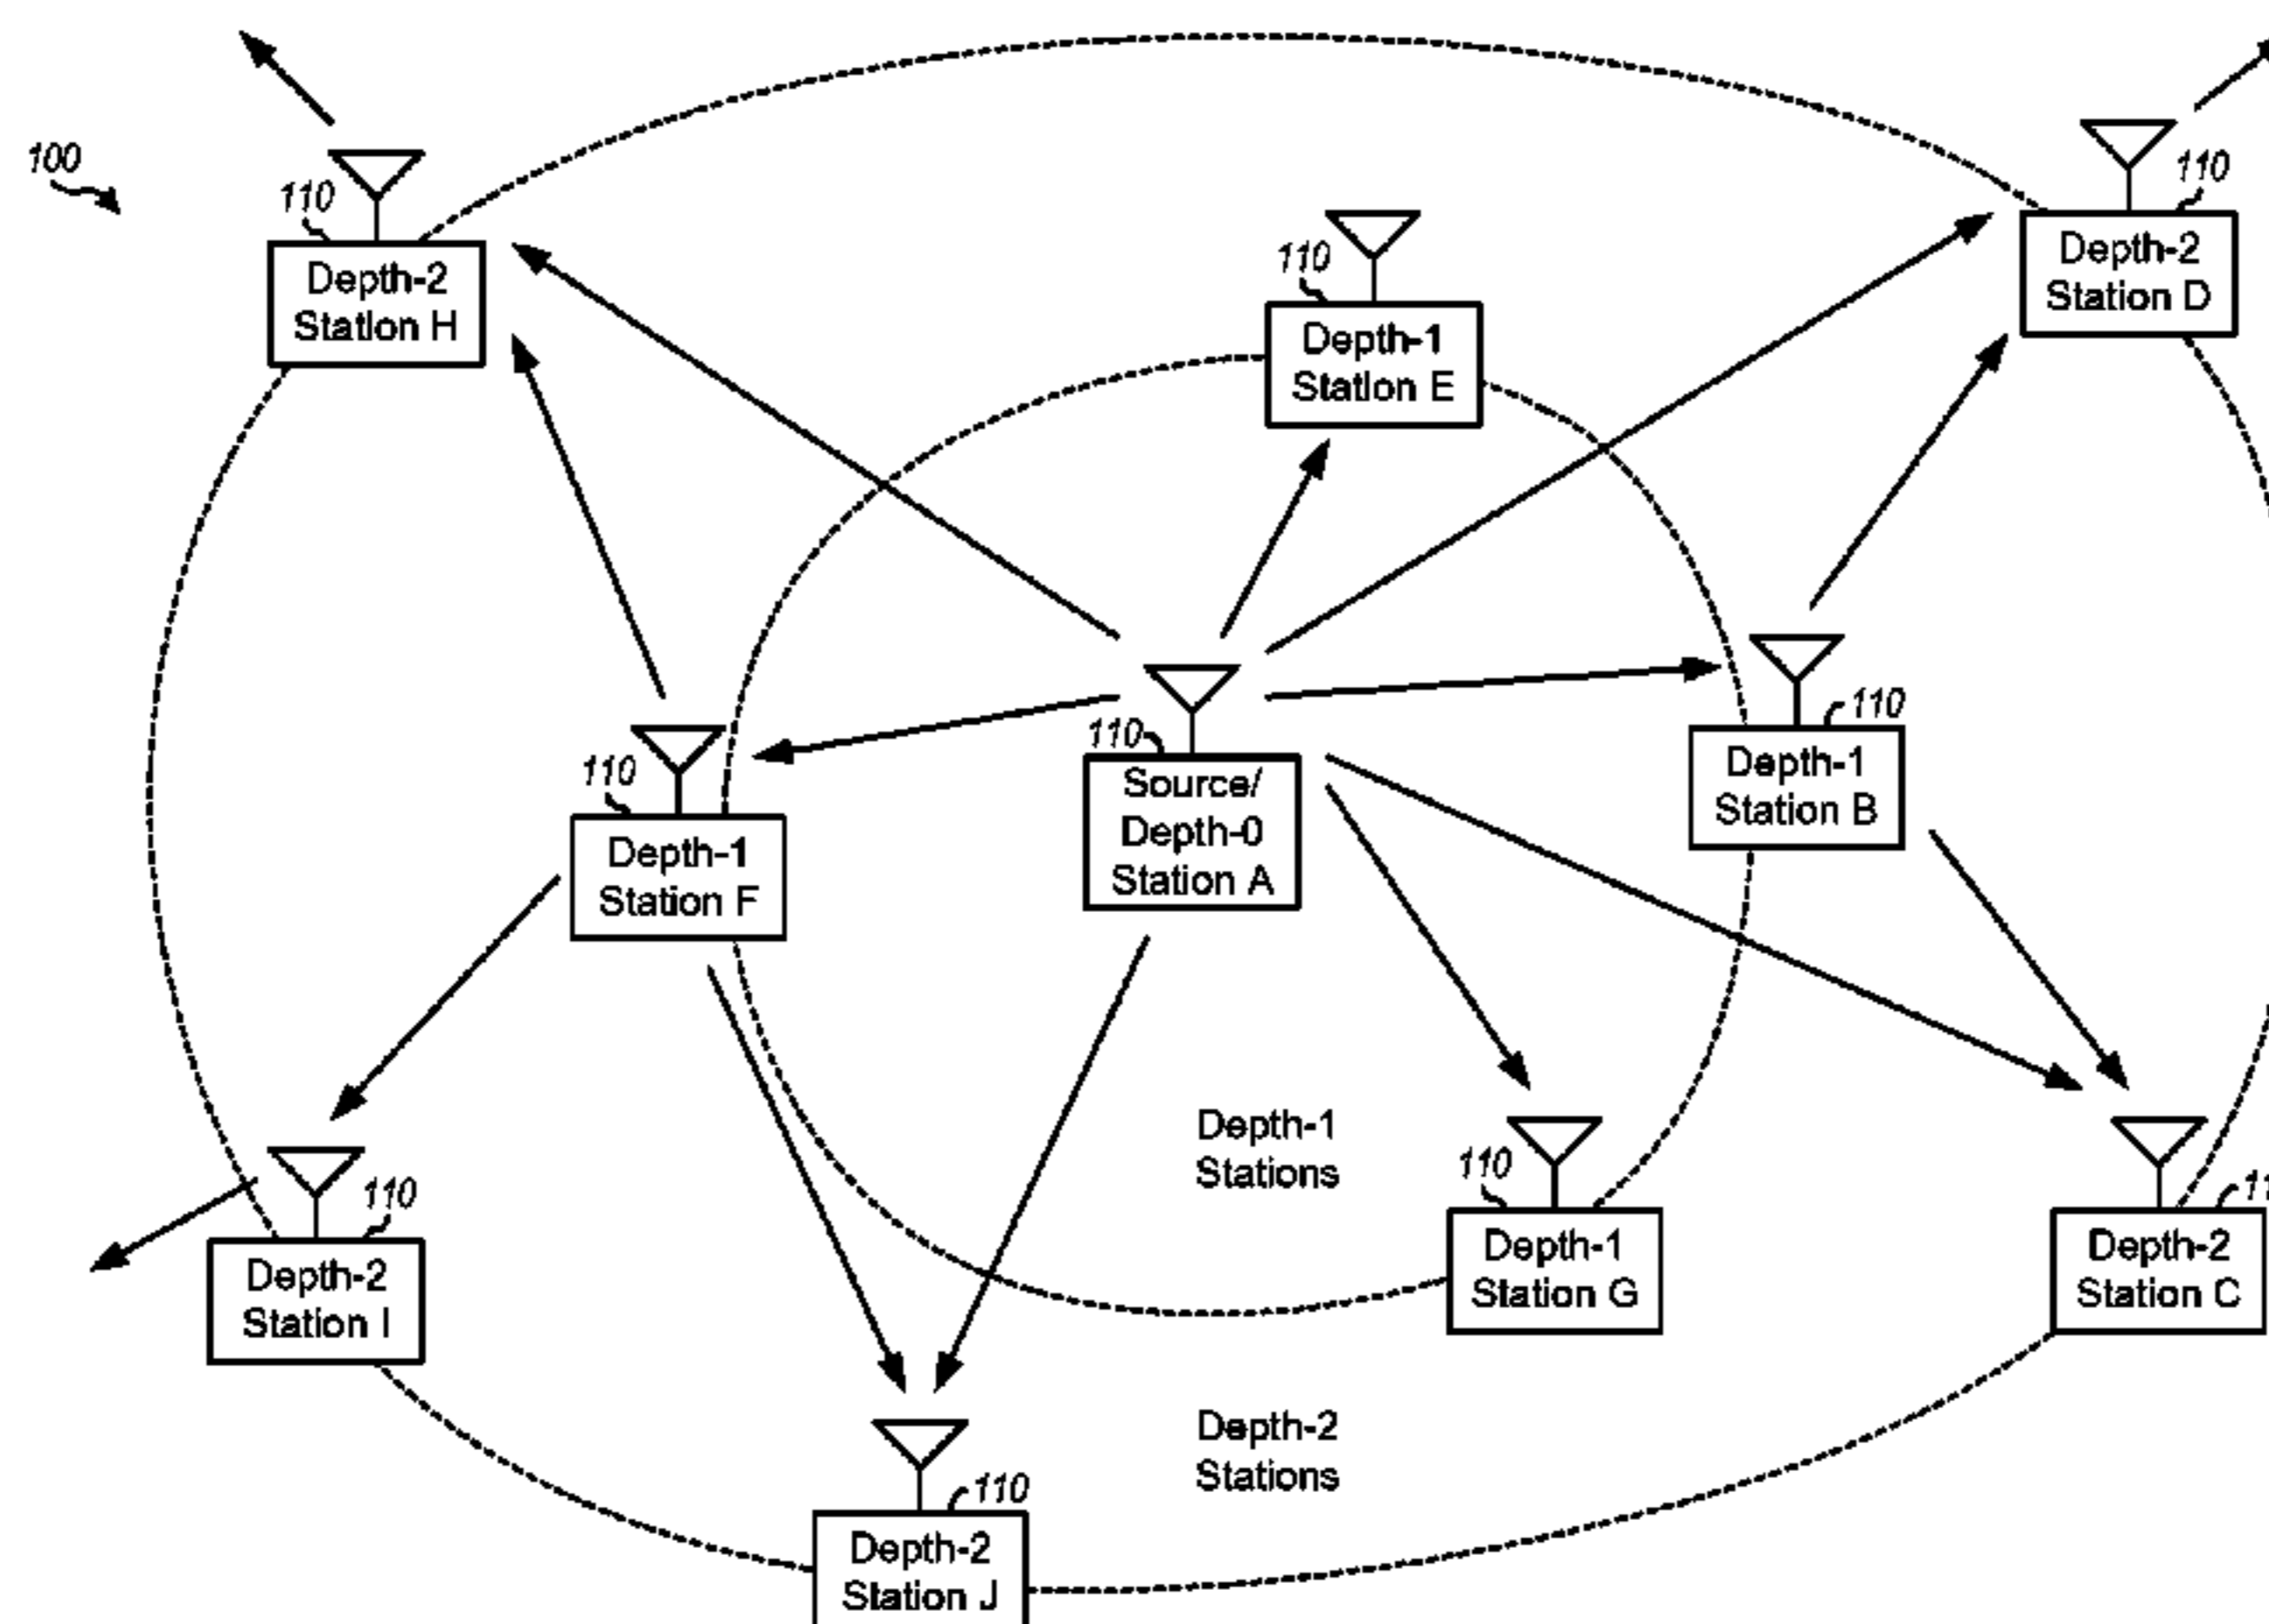 100
110
Depth-2
Station H
110
Depth-2
Station D
110
Depth-1
Station E
110
Depth-1
Station F
110
Source/
Depth-0
Station A
110
Depth-1
Station B
110
Depth-2
Station I
Depth-1
Stations
110
Depth-1
Station G
Depth-2
Station C
Depth-2
Stations
110
Depth-2
Station J